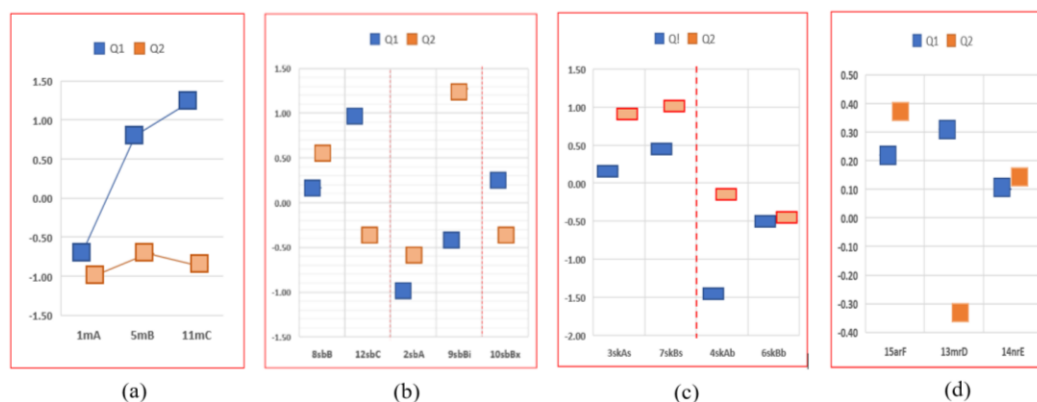 Q1 Q2
1.50
1.00
0.50
0.00
-0.50
-1.00
-1.50
1mA 5mB 11mC
(a)
Q1 Q2
1.50
1.00
0.50
0.00
-0.50
-1.00
-1.50
8sbB 12sbC 2sbA 9sbBi 10sbBx
(b)
Q! Q2
1.50
1.00
0.50
0.00
-0.50
-1.00
-1.50
-2.00
3skAs 7skBs 4skAb 6skBb
(c)
Q1 Q2
0.50
0.40
0.30
0.20
0.10
0.00
-0.10
-0.20
-0.30
-0.40
15arF 13mrD 14nrE
(d)